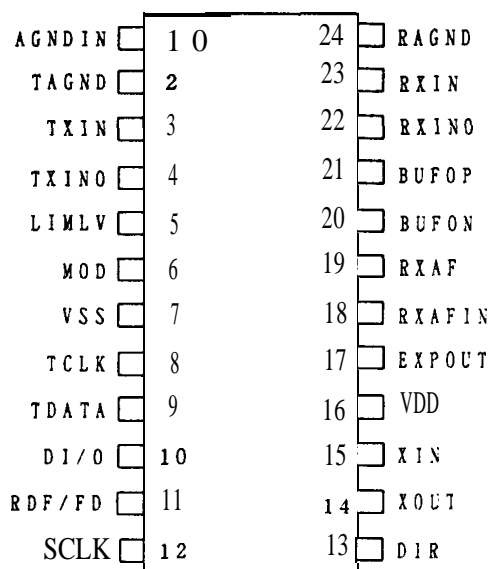 AGNDIN 1 0 24 RAGND
TAGND 2 23 RXIN
TXIN 3 22 RXINO
TXINO 4 21 BUFOP
LIMLV 5 20 BUFON
MOD 6 19 RXAF
VSS 7 18 RXAFIN
TCLK 8 17 EXPOUT
TDATA 9 16 VDD
DI/O 10 15 XIN
RDF/FD 11 14 XOUT
SCLK 12 13 DIR